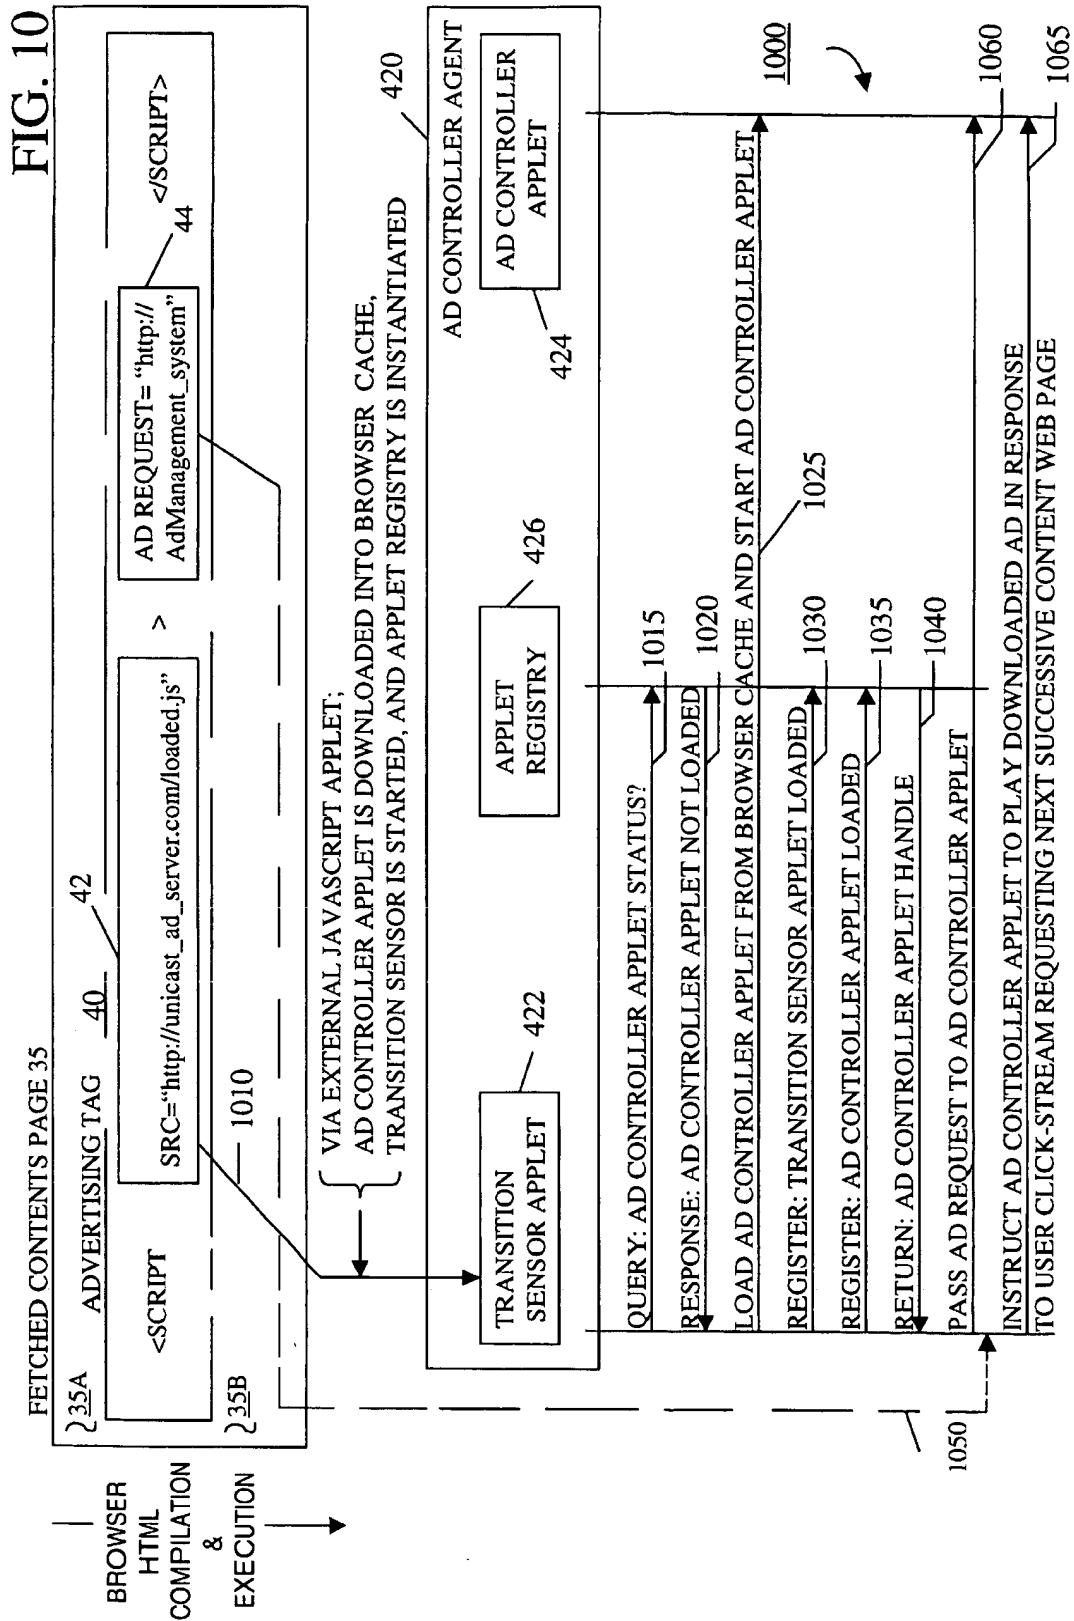 FIG. 10
FETCHED CONTENTS PAGE 35
35A
ADVERTISING TAG 40
42
<SCRIPT
SRC="http://unicast_ad_server.com/loaded.js"
>
AD REQUEST= "http://
AdManagement_system"
44
</SCRIPT>
35B
1010
BROWSER
HTML
COMPILATION
&
EXECUTION
VIA EXTERNAL JAVASCRIPT APPLET;
AD CONTROLLER APPLET IS DOWNLOADED INTO BROWSER CACHE,
TRANSITION SENSOR IS STARTED, AND APPLET REGISTRY IS INSTANTIATED
420
AD CONTROLLER AGENT
TRANSITION
SENSOR APPLET
422
APPLET
REGISTRY
426
AD CONTROLLER
APPLET
424
QUERY: AD CONTROLLER APPLET STATUS?
1015
RESPONSE: AD CONTROLLER APPLET NOT LOADED
1020
LOAD AD CONTROLLER APPLET FROM BROWSER CACHE AND START AD CONTROLLER APPLET
1025
1000
REGISTER: TRANSITION SENSOR APPLET LOADED
1030
REGISTER: AD CONTROLLER APPLET LOADED
1035
RETURN: AD CONTROLLER APPLET HANDLE
1040
PASS AD REQUEST TO AD CONTROLLER APPLET
1060
1050
INSTRUCT AD CONTROLLER APPLET TO PLAY DOWNLOADED AD IN RESPONSE
TO USER CLICK-STREAM REQUESTING NEXT SUCCESSIVE CONTENT WEB PAGE
1065